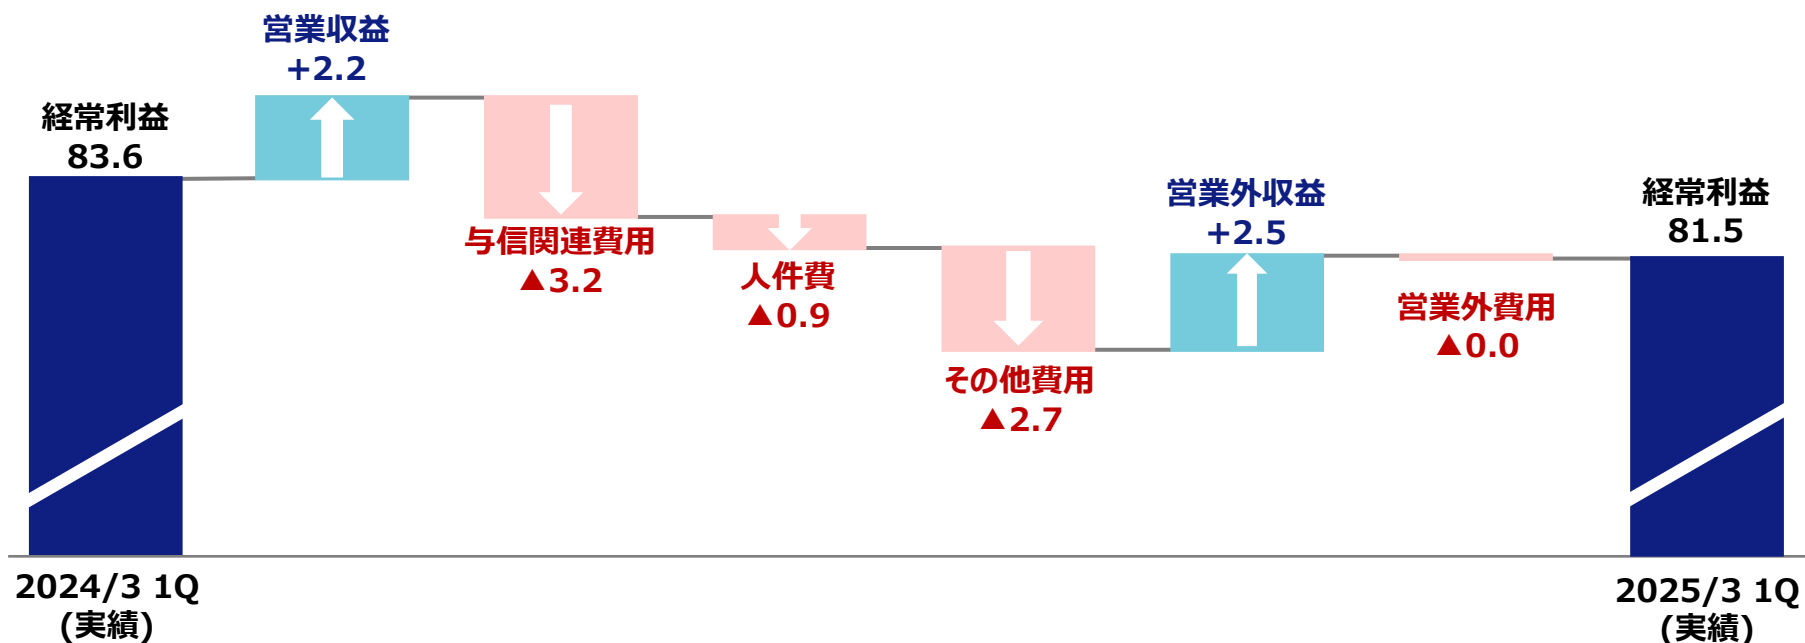 経常利益
83.6
営業収益
+2.2
与信関連費用
▲3.2
人件費
▲0.9
その他費用
▲2.7
営業外収益
+2.5
営業外費用
▲0.0
経常利益
81.5
2024/3 1Q
(実績)
2025/3 1Q
(実績)